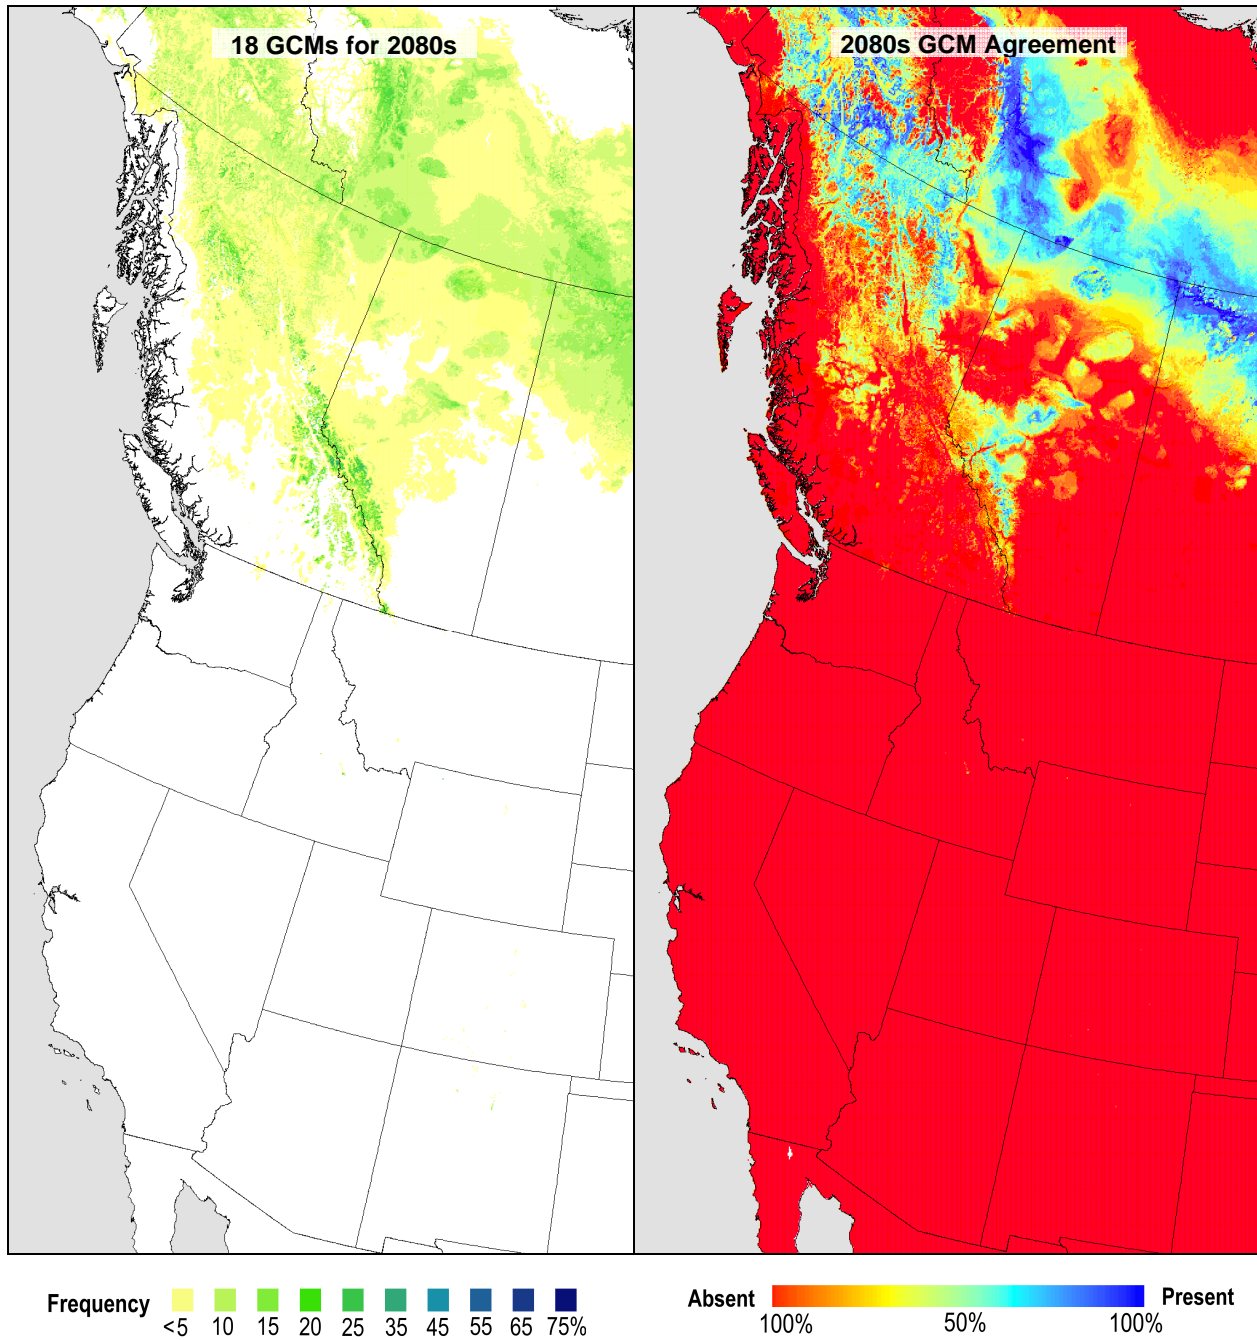 18 GCMs for 2080s
2080s GCM Agreement
Frequency
<5 10 15 20 25 35 45 55 65 75%
Absent Present
100% 50% 100%